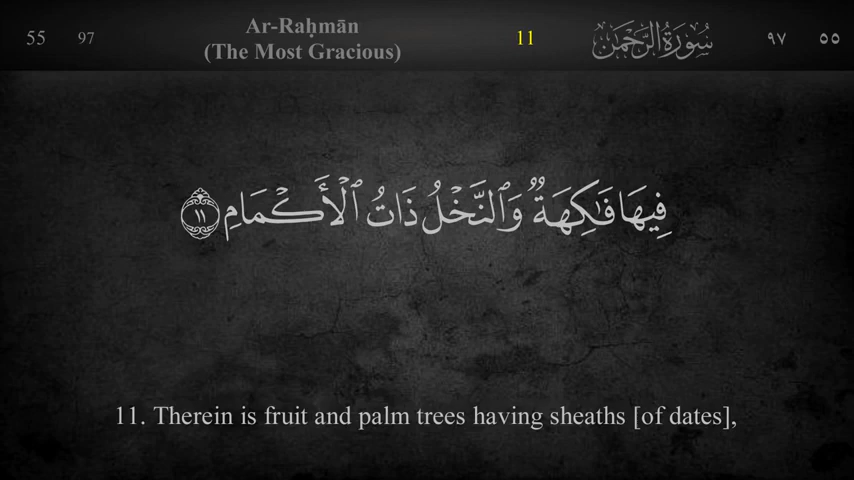 55 97 Ar-Raḥmān 11 سُورَةُ الرَّحْمَٰن ٩٧ ٥٥
(The Most Gracious)
فِيهَا فَـٰكِهَةٌ وَٱلنَّخْلُ ذَاتُ ٱلْأَكْمَامِ ١١
11. Therein is fruit and palm trees having sheaths [of dates],